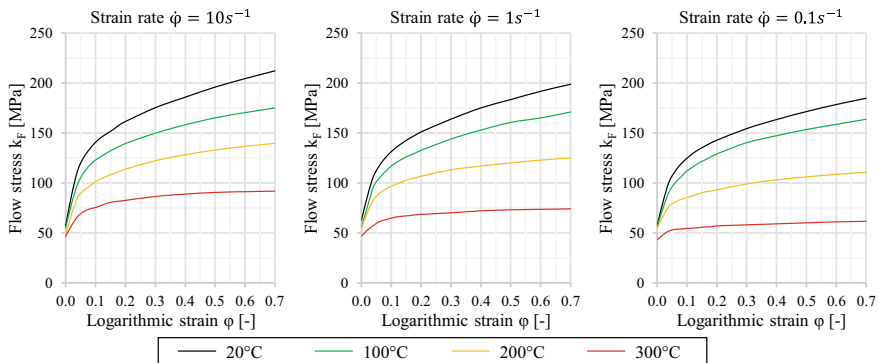 Strain rate φ̇ = 10s⁻¹
Flow stress k_F [MPa]
250
200
150
100
50
0
0.0 0.1 0.2 0.3 0.4 0.5 0.6 0.7
Logarithmic strain φ [-]
Strain rate φ̇ = 1s⁻¹
Flow stress k_F [MPa]
250
200
150
100
50
0
0.0 0.1 0.2 0.3 0.4 0.5 0.6 0.7
Logarithmic strain φ [-]
Strain rate φ̇ = 0.1s⁻¹
Flow stress k_F [MPa]
250
200
150
100
50
0
0.0 0.1 0.2 0.3 0.4 0.5 0.6 0.7
Logarithmic strain φ [-]
20°C 100°C 200°C 300°C